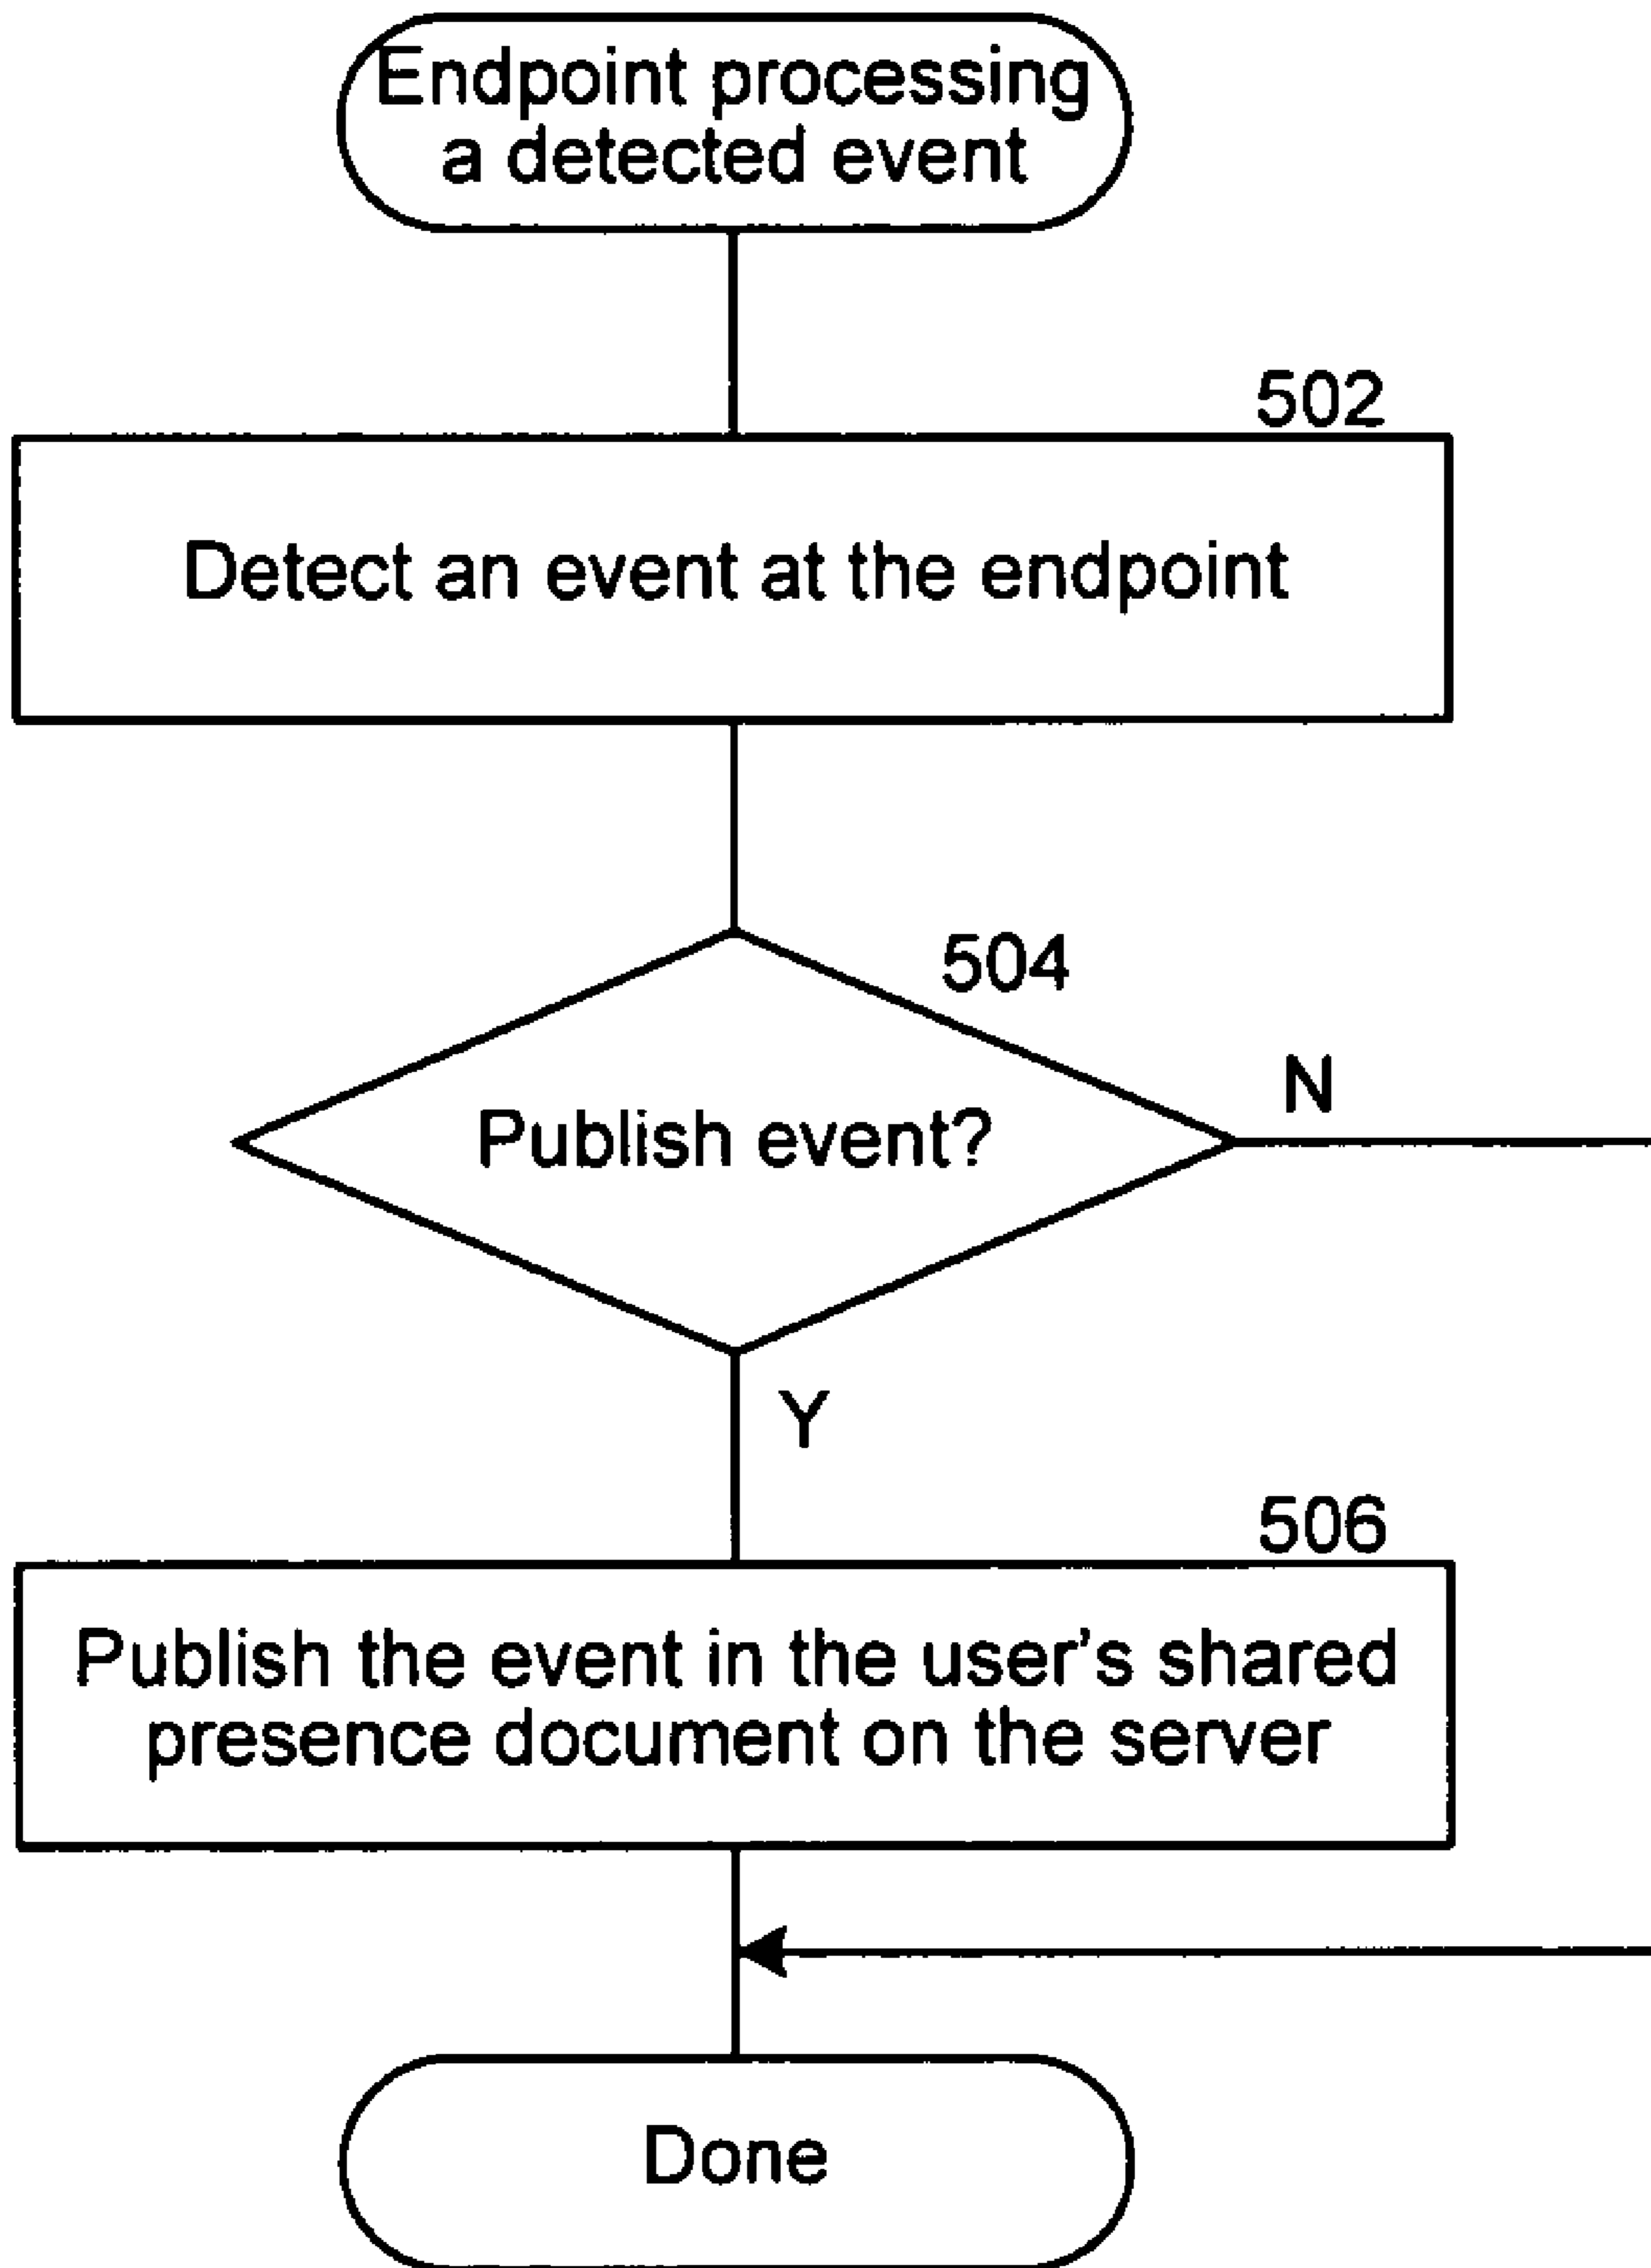 Endpoint processing
a detected event
502
Detect an event at the endpoint
504
Publish event?
N
Y
506
Publish the event in the user's shared
presence document on the server
Done